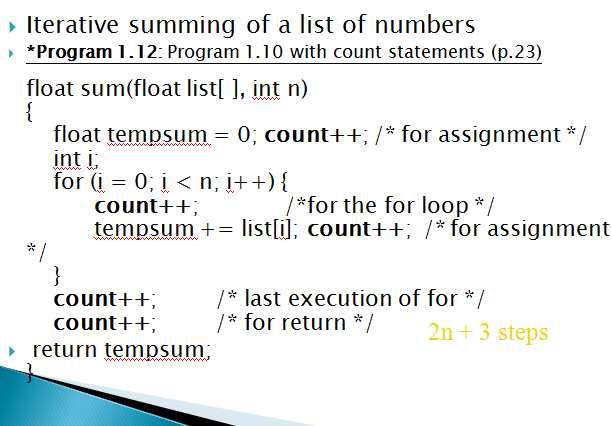 Iterative summing of a list of numbers
*Program 1.12: Program 1.10 with count statements (p.23)
float sum(float list[ ], int n)
{
float tempsum = 0; count++; /* for assignment */
int i;
for (i = 0; i < n; i++) {
count++; /*for the for loop */
tempsum += list[i]; count++; /* for assignment
*/
}
count++; /* last execution of for */
count++; /* for return */
2n + 3 steps
return tempsum;
}